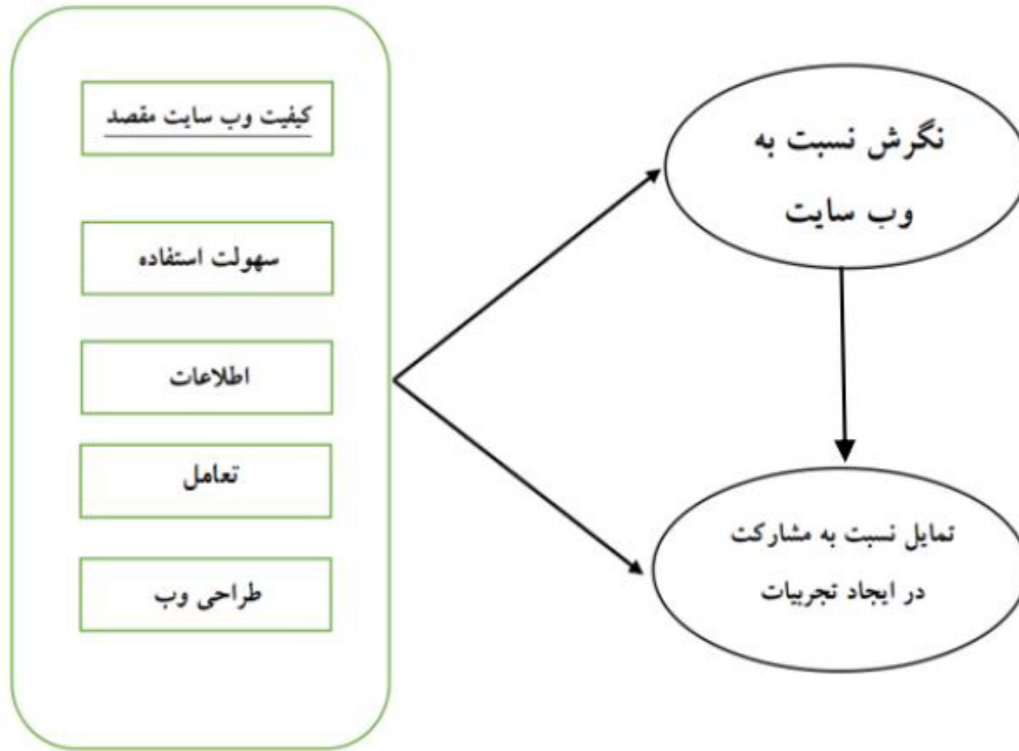 کیفیت وب سایت مقصد
سهولت استفاده
اطلاعات
تعامل
طراحی وب
نگرش نسبت به
وب سایت
تمایل نسبت به مشارکت
در ایجاد تجربیات